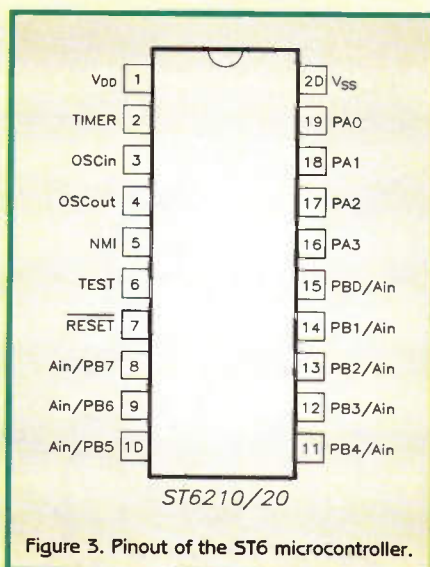 VDD 1 2D VSS
TIMER 2 19 PA0
OSCin 3 18 PA1
OSCout 4 17 PA2
NMI 5 16 PA3
TEST 6 15 PBD/Ain
RESET 7 14 PB1/Ain
Ain/PB7 8 13 PB2/Ain
Ain/PB6 9 12 PB3/Ain
Ain/PB5 1D 11 PB4/Ain
ST6210/20
Figure 3. Pinout of the ST6 microcontroller.